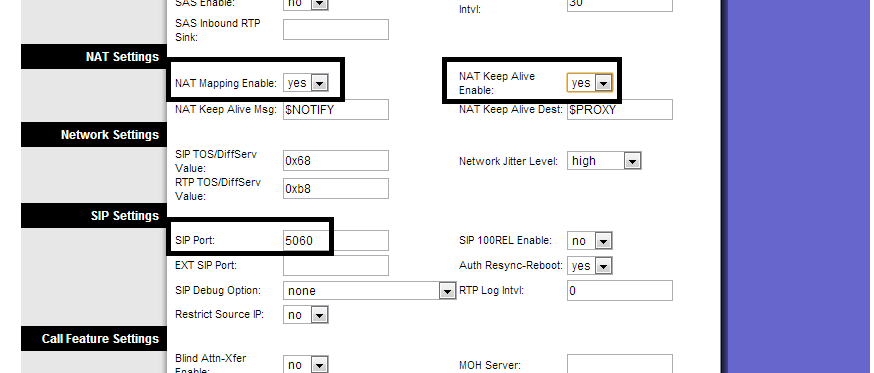 SAS Enable: no Intvl: 30
SAS Inbound RTP
Sink:
NAT Settings
NAT Mapping Enable: yes NAT Keep Alive
Enable: yes
NAT Keep Alive Msg: $NOTIFY NAT Keep Alive Dest: $PROXY
Network Settings
SIP TOS/DiffServ
Value: 0x68 Network Jitter Level: high
RTP TOS/DiffServ
Value: 0xb8
SIP Settings
SIP Port: 5060 SIP 100REL Enable: no
EXT SIP Port: Auth Resync-Reboot: yes
SIP Debug Option: none RTP Log Intvl: 0
Restrict Source IP: no
Call Feature Settings
Blind Attn-Xfer
Enable: no MOH Server: